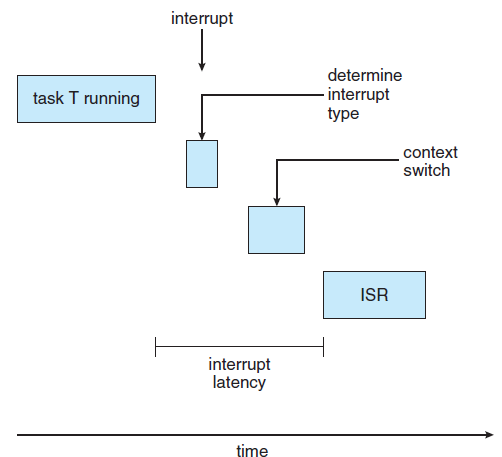 interrupt
task T running
determine
interrupt
type
context
switch
ISR
interrupt
latency
time